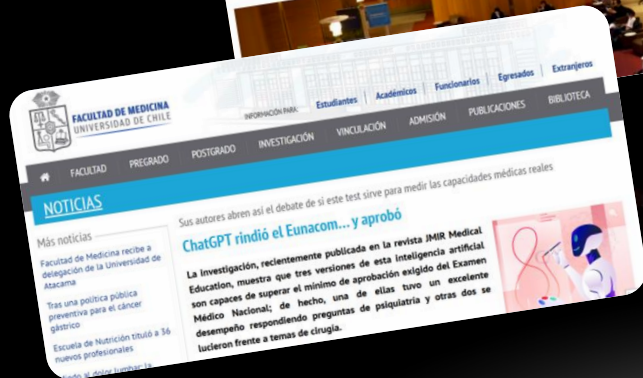 FACULTAD DE MEDICINA
UNIVERSIDAD DE CHILE
INFORMACIÓN PARA: Estudiantes Académicos Funcionarios Egresados Extranjeros
FACULTAD PREGRADO POSTGRADO INVESTIGACIÓN VINCULACIÓN ADMISIÓN PUBLICACIONES BIBLIOTECA
NOTICIAS
Más noticias
Facultad de Medicina recibe a
delegación de la Universidad de
Atacama
Tras una política pública
preventiva para el cáncer
gástrico
Escuela de Nutrición tituló a 36
nuevos profesionales
al dolor lumbar: la
Sus autores abren así el debate de si este test sirve para medir las capacidades médicas reales
ChatGPT rindió el Eunacom... y aprobó
La investigación, recientemente publicada en la revista JMIR Medical
Education, muestra que tres versiones de esta inteligencia artificial
son capaces de superar el mínimo de aprobación exigido del Examen
Médico Nacional; de hecho, una de ellas tuvo un excelente
desempeño respondiendo preguntas de psiquiatría y otras dos se
lucieron frente a temas de cirugía.